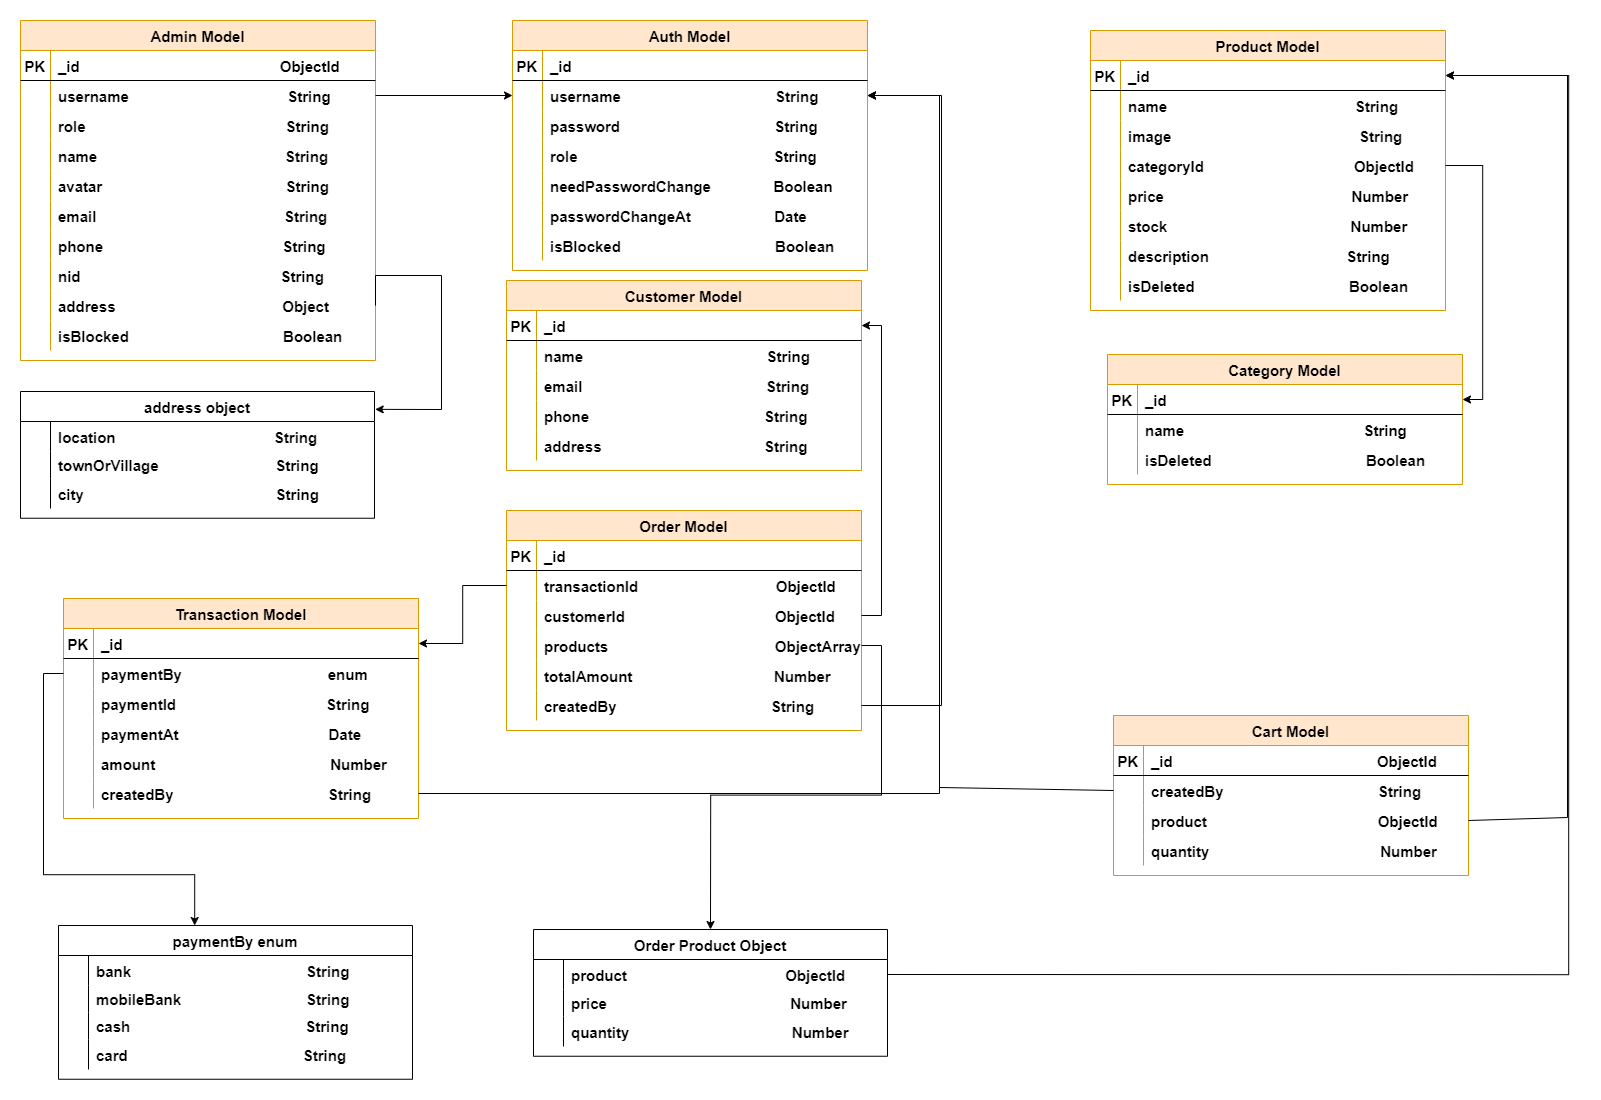 Admin Model
PK _id ObjectId
username String
role String
name String
avatar String
email String
phone String
nid String
address Object
isBlocked Boolean
address object
location String
townOrVillage String
city String
Auth Model
PK _id
username String
password String
role String
needPasswordChange Boolean
passwordChangeAt Date
isBlocked Boolean
Customer Model
PK _id
name String
email String
phone String
address String
Order Model
PK _id
transactionId ObjectId
customerId ObjectId
products ObjectArray
totalAmount Number
createdBy String
Transaction Model
PK _id
paymentBy enum
paymentId String
paymentAt Date
amount Number
createdBy String
paymentBy enum
bank String
mobileBank String
cash String
card String
Order Product Object
product ObjectId
price Number
quantity Number
Product Model
PK _id
name String
image String
categoryId ObjectId
price Number
stock Number
description String
isDeleted Boolean
Category Model
PK _id
name String
isDeleted Boolean
Cart Model
PK _id ObjectId
createdBy String
product ObjectId
quantity Number